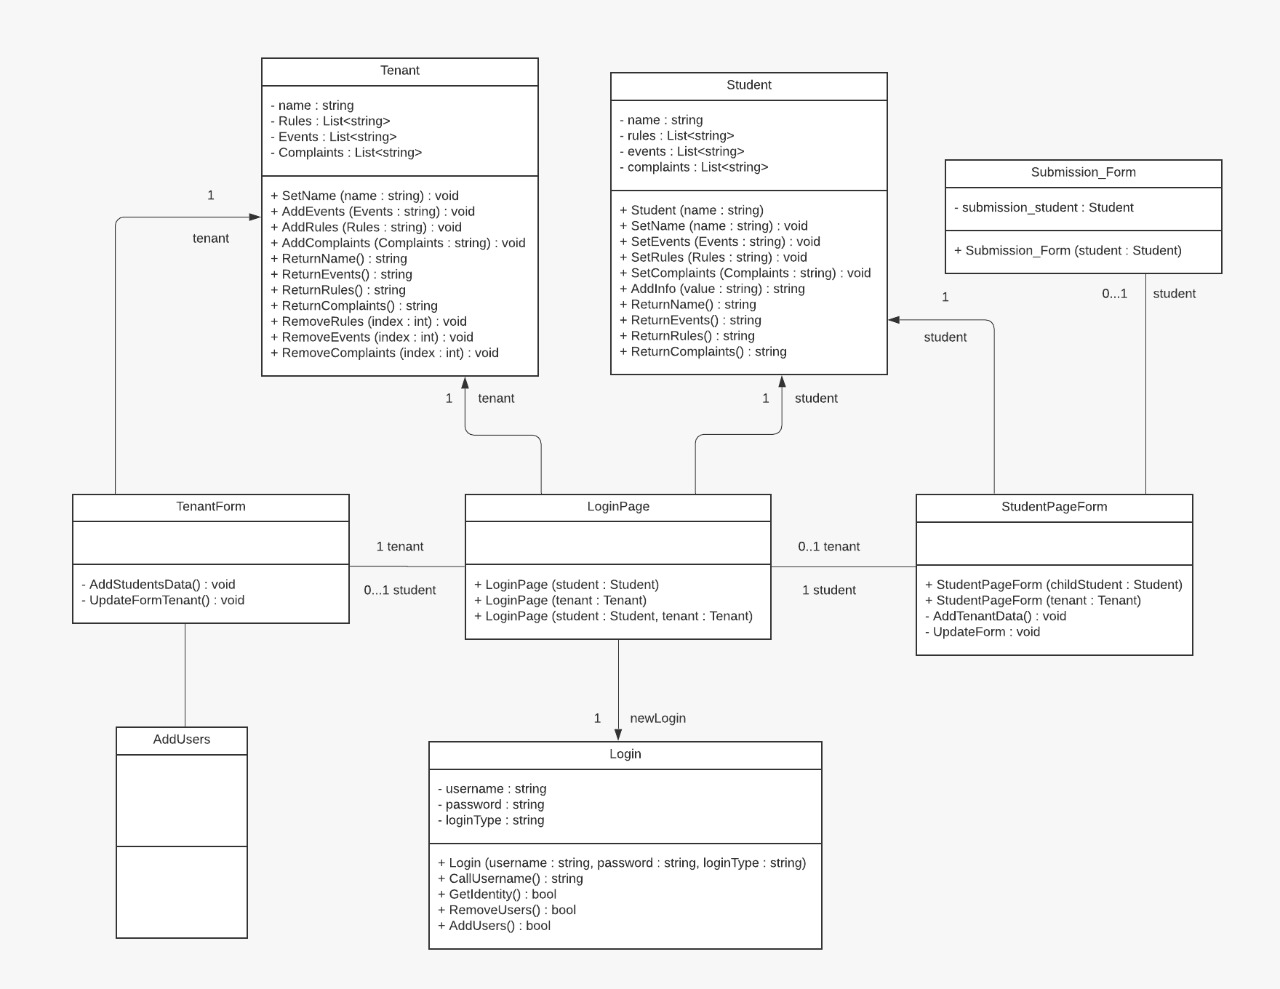 Tenant
- name : string
- Rules : List<string>
- Events : List<string>
- Complaints : List<string>
+ SetName (name : string) : void
+ AddEvents (Events : string) : void
+ AddRules (Rules : string) : void
+ AddComplaints (Complaints : string) : void
+ ReturnName() : string
+ ReturnEvents() : string
+ ReturnRules() : string
+ ReturnComplaints() : string
+ RemoveRules (index : int) : void
+ RemoveEvents (index : int) : void
+ RemoveComplaints (index : int) : void
Student
- name : string
- rules : List<string>
- events : List<string>
- complaints : List<string>
+ Student (name : string)
+ SetName (name : string) : void
+ SetEvents (Events : string) : void
+ SetRules (Rules : string) : void
+ SetComplaints (Complaints : string) : void
+ AddInfo (value : string) : string
+ ReturnName() : string
+ ReturnEvents() : string
+ ReturnRules() : string
+ ReturnComplaints() : string
Submission_Form
- submission_student : Student
+ Submission_Form (student : Student)
1
tenant
0...1 student
1
student
1 tenant
1 student
TenantForm
- AddStudentsData() : void
- UpdateFormTenant() : void
1 tenant
0...1 student
LoginPage
+ LoginPage (student : Student)
+ LoginPage (tenant : Tenant)
+ LoginPage (student : Student, tenant : Tenant)
0..1 tenant
1 student
StudentPageForm
+ StudentPageForm (childStudent : Student)
+ StudentPageForm (tenant : Tenant)
- AddTenantData() : void
- UpdateForm : void
AddUsers
1 newLogin
Login
- username : string
- password : string
- loginType : string
+ Login (username : string, password : string, loginType : string)
+ CallUsername() : string
+ GetIdentity() : bool
+ RemoveUsers() : bool
+ AddUsers() : bool